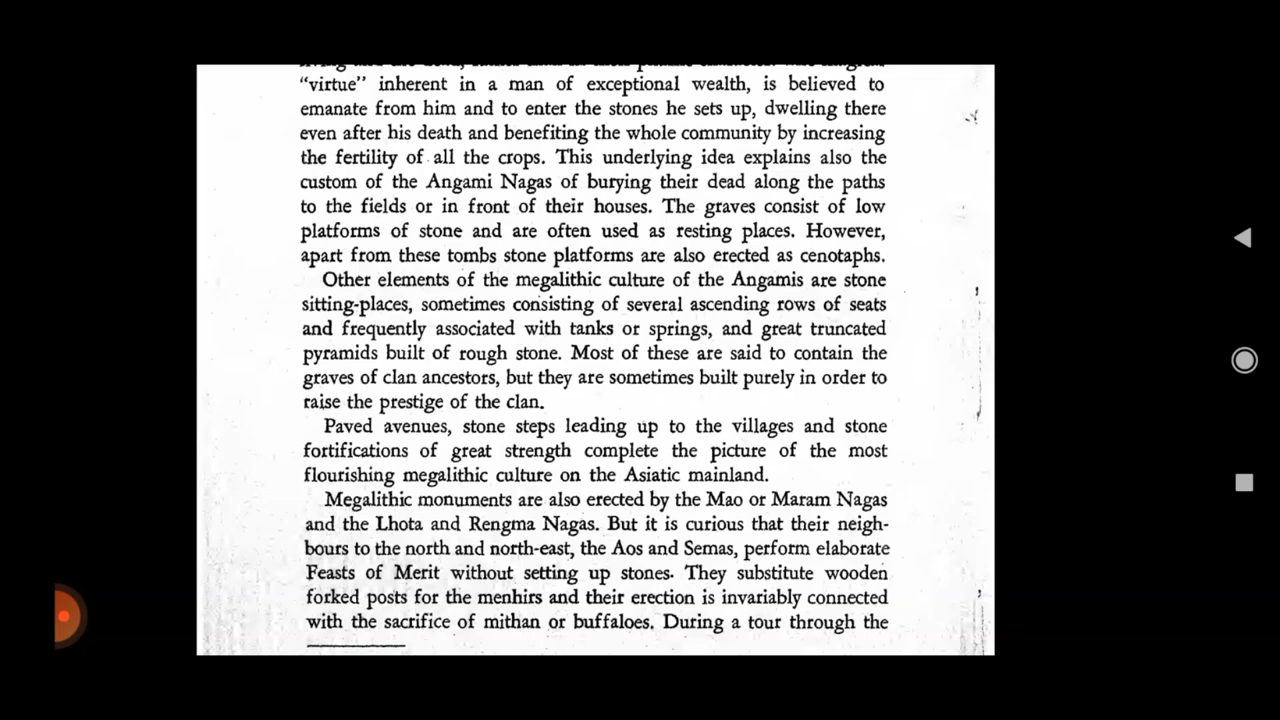 “virtue” inherent in a man of exceptional wealth, is believed to
emanate from him and to enter the stones he sets up, dwelling there
even after his death and benefiting the whole community by increasing
the fertility of all the crops. This underlying idea explains also the
custom of the Angami Nagas of burying their dead along the paths
to the fields or in front of their houses. The graves consist of low
platforms of stone and are often used as resting places. However,
apart from these tombs stone platforms are also erected as cenotaphs.
Other elements of the megalithic culture of the Angamis are stone
sitting-places, sometimes consisting of several ascending rows of seats
and frequently associated with tanks or springs, and great truncated
pyramids built of rough stone. Most of these are said to contain the
graves of clan ancestors, but they are sometimes built purely in order to
raise the prestige of the clan.
Paved avenues, stone steps leading up to the villages and stone
fortifications of great strength complete the picture of the most
flourishing megalithic culture on the Asiatic mainland.
Megalithic monuments are also erected by the Mao or Maram Nagas
and the Lhota and Rengma Nagas. But it is curious that their neigh-
bours to the north and north-east, the Aos and Semas, perform elaborate
Feasts of Merit without setting up stones. They substitute wooden
forked posts for the menhirs and their erection is invariably connected
with the sacrifice of mithan or buffaloes. During a tour through the